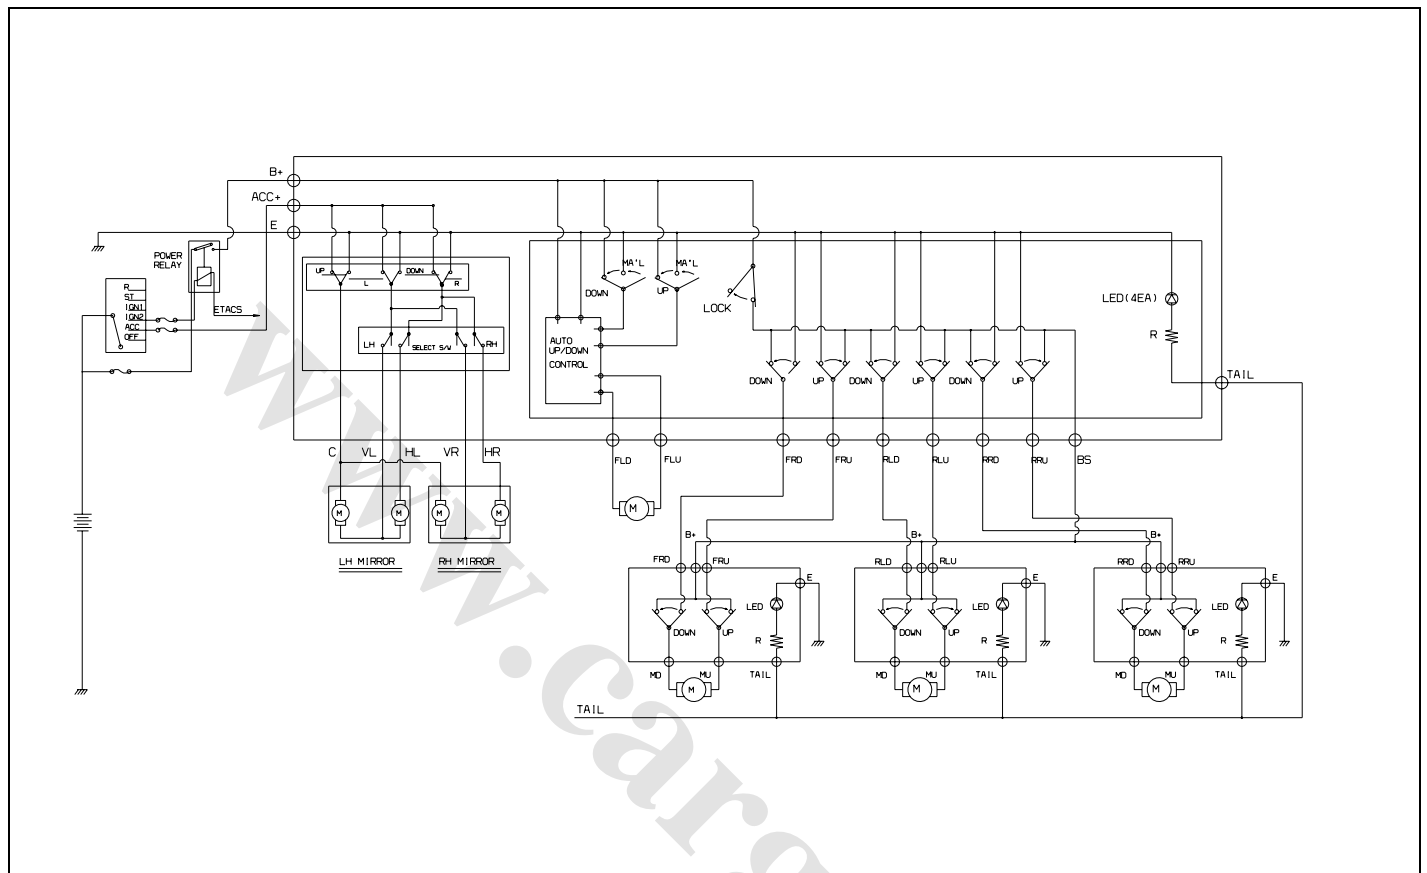 B+
ACC+
E
POWER
RELAY
R
ST
IGN1
IGN2
ACC
OFF
ETACS
UP
L
DOWN
R
LH
SELECT S/W
RH
MA'L
MA'L
DOWN
UP
LOCK
AUTO
UP/DOWN
CONTROL
LED(4EA)
R
TAIL
DOWN
UP
DOWN
UP
DOWN
UP
C
VL
HL
VR
HR
FLD
FLU
FRD
FRU
RLD
RLU
RRD
RRU
BS
M
M
M
M
M
LH MIRROR
RH MIRROR
FRD
B+
FRU
E
LED
R
DOWN
UP
MD
MU
TAIL
M
RLD
B+
RLU
E
LED
R
DOWN
UP
MD
MU
TAIL
M
RRD
B+
RRU
E
LED
R
DOWN
UP
MD
MU
TAIL
M
TAIL
www.carg